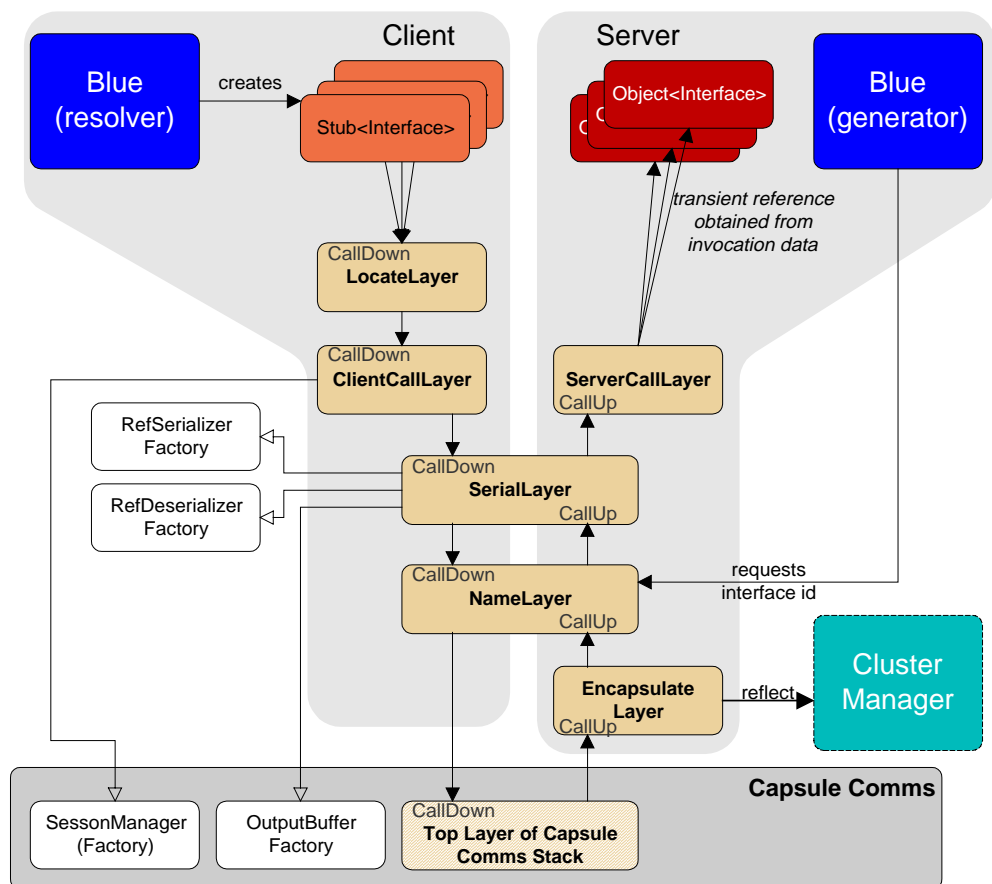 Client
Server
Blue
(resolver)
creates
Stub<Interface>
Object<Interface>
C
C
Blue
(generator)
transient reference
obtained from
invocation data
CallDown
LocateLayer
CallDown
ClientCallLayer
ServerCallLayer
CallUp
RefSerializer
Factory
CallDown
SerialLayer
CallUp
RefDeserializer
Factory
CallDown
NameLayer
CallUp
requests
interface id
Encapsulate
Layer
CallUp
reflect
Cluster
Manager
Capsule Comms
SessonManager
(Factory)
OutputBuffer
Factory
CallDown
Top Layer of Capsule
Comms Stack